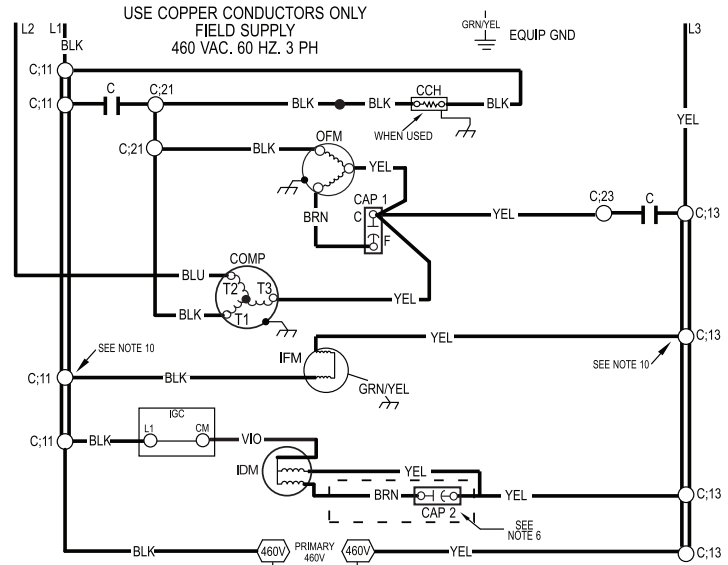 USE COPPER CONDUCTORS ONLY
FIELD SUPPLY
460 VAC. 60 HZ. 3 PH
GRN/YEL
EQUIP GND
L2
L1
L3
BLK
C;11
C;11
C
C;21
BLK
BLK
CCH
BLK
WHEN USED
YEL
C;21
BLK
OFM
YEL
BRN
CAP 1
C
F
YEL
C;23
C
C;13
COMP
BLU
T2
T3
T1
BLK
YEL
SEE NOTE 10
IFM
YEL
C;13
SEE NOTE 10
C;11
BLK
GRN/YEL
IGC
L1
CM
C;11
BLK
VIO
IDM
YEL
BRN
CAP 2
YEL
C;13
SEE
NOTE 6
BLK
460V
PRIMARY
460V
460V
YEL
C;13